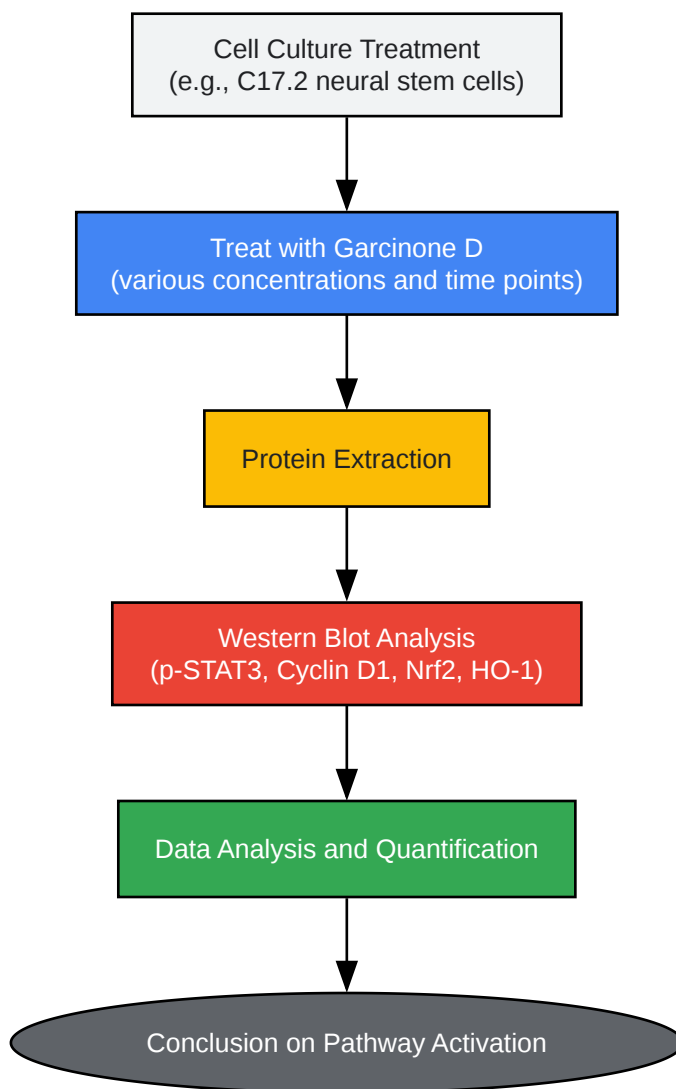 Cell Culture Treatment
(e.g., C17.2 neural stem cells)
Treat with Garcinone D
(various concentrations and time points)
Protein Extraction
Western Blot Analysis
(p-STAT3, Cyclin D1, Nrf2, HO-1)
Data Analysis and Quantification
Conclusion on Pathway Activation